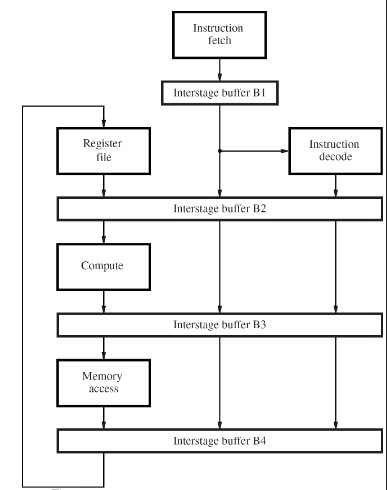 Instruction
fetch
Interstage buffer B1
Register
file
Instruction
decode
Interstage buffer B2
Compute
Interstage buffer B3
Memory
access
Interstage buffer B4